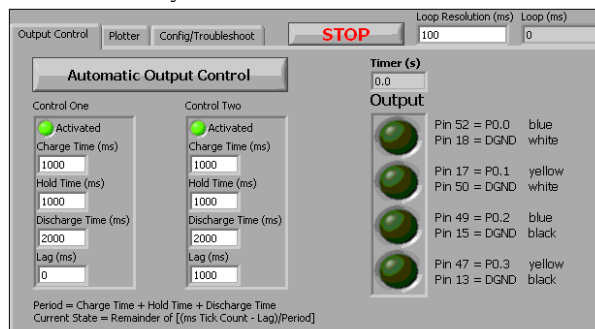 Output Control
Plotter
Config/Troubleshoot
STOP
Loop Resolution (ms)
100
Loop (ms)
0
Automatic Output Control
Control One
Activated
Charge Time (ms)
1000
Hold Time (ms)
1000
Discharge Time (ms)
2000
Lag (ms)
0
Control Two
Activated
Charge Time (ms)
1000
Hold Time (ms)
1000
Discharge Time (ms)
2000
Lag (ms)
1000
Period = Charge Time + Hold Time + Discharge Time
Current State = Remainder of [(ms Tick Count - Lag)/Period]
Timer (s)
0.0
Output
Pin 52 = P0.0 blue
Pin 18 = DGND white
Pin 17 = P0.1 yellow
Pin 50 = DGND white
Pin 49 = P0.2 blue
Pin 15 = DGND black
Pin 47 = P0.3 yellow
Pin 13 = DGND black